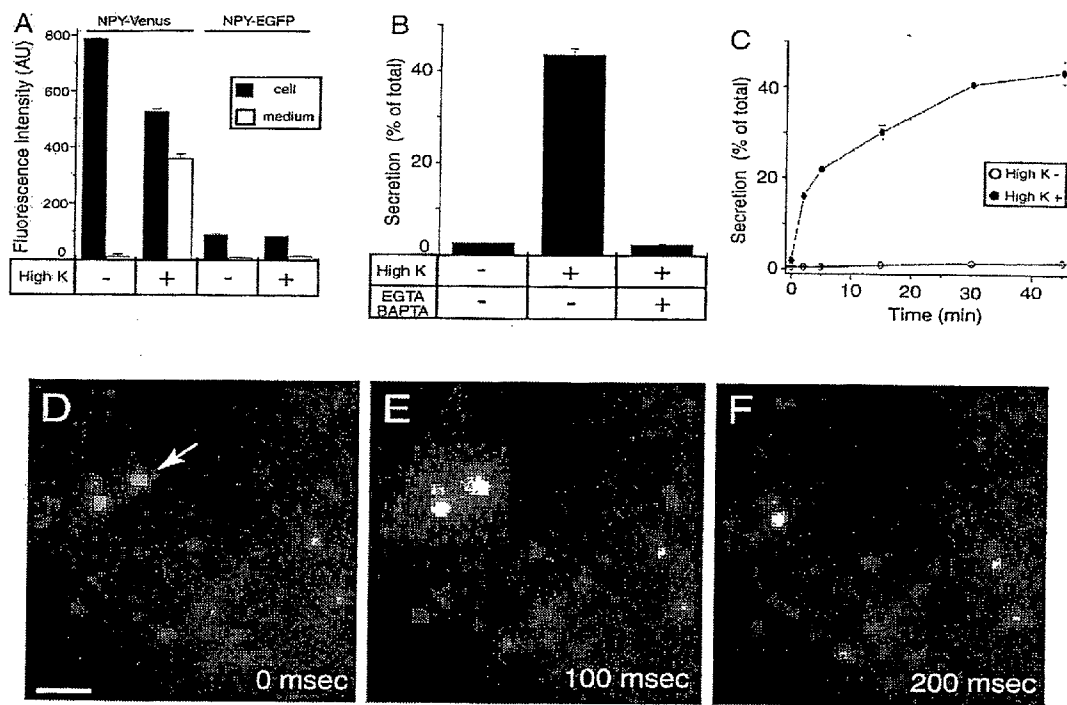 A
NPY-Venus NPY-EGFP
Fluorescence Intensity (AU)
800
600
400
200
0
cell
medium
High K - + - +
B
Secretion (% of total)
40
20
0
High K - + +
EGTA
BAPTA - - +
C
Secretion (% of total)
40
20
0
High K -
High K +
0 10 20 30 40
Time (min)
D
0 msec
E
100 msec
F
200 msec